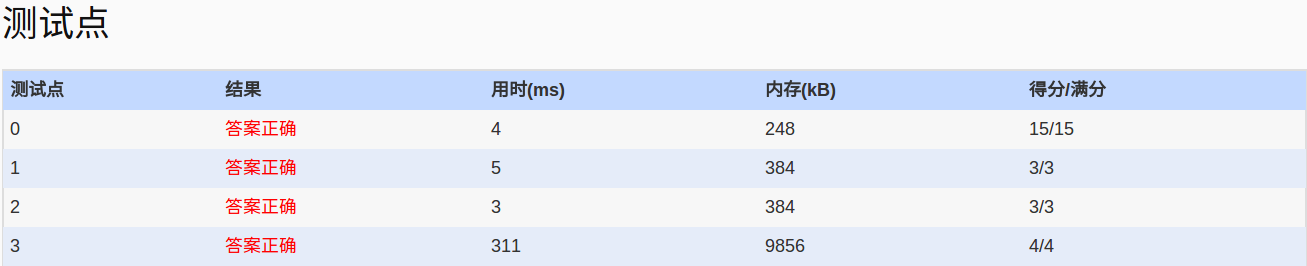 测试点
测试点 结果 用时(ms) 内存(kB) 得分/满分
0 答案正确 4 248 15/15
1 答案正确 5 384 3/3
2 答案正确 3 384 3/3
3 答案正确 311 9856 4/4